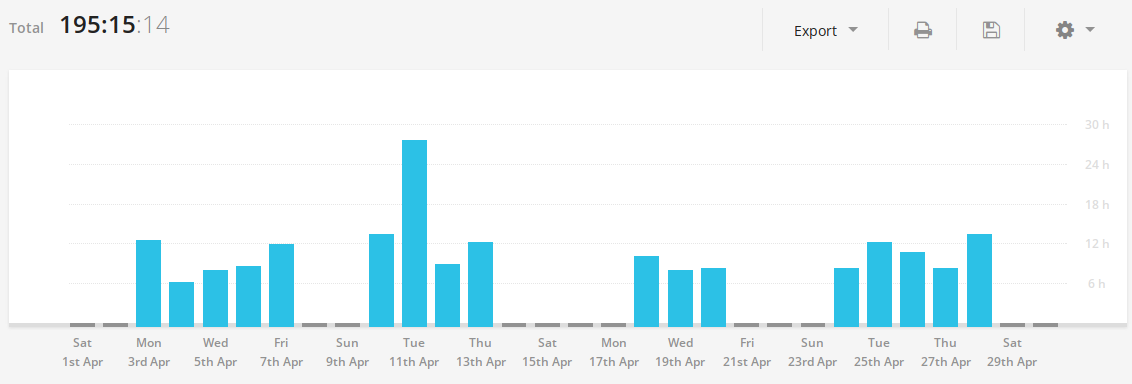 Total 195:15:14 Export
30 h
24 h
18 h
12 h
6 h
Sat Mon Wed Fri Sun Tue Thu Sat Mon Wed Fri Sun Tue Thu Sat
1st Apr 3rd Apr 5th Apr 7th Apr 9th Apr 11th Apr 13th Apr 15th Apr 17th Apr 19th Apr 21st Apr 23rd Apr 25th Apr 27th Apr 29th Apr